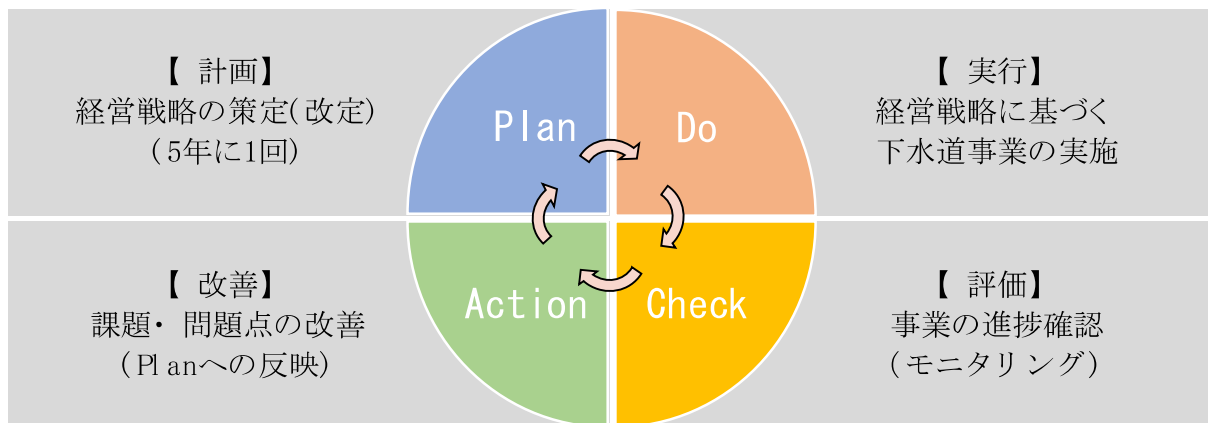 【計画】
経営戦略の策定(改定)
(5年に1回)
Plan
Do
【実行】
経営戦略に基づく
下水道事業の実施
【改善】
課題・問題点の改善
(Planへの反映)
Action
Check
【評価】
事業の進捗確認
(モニタリング)